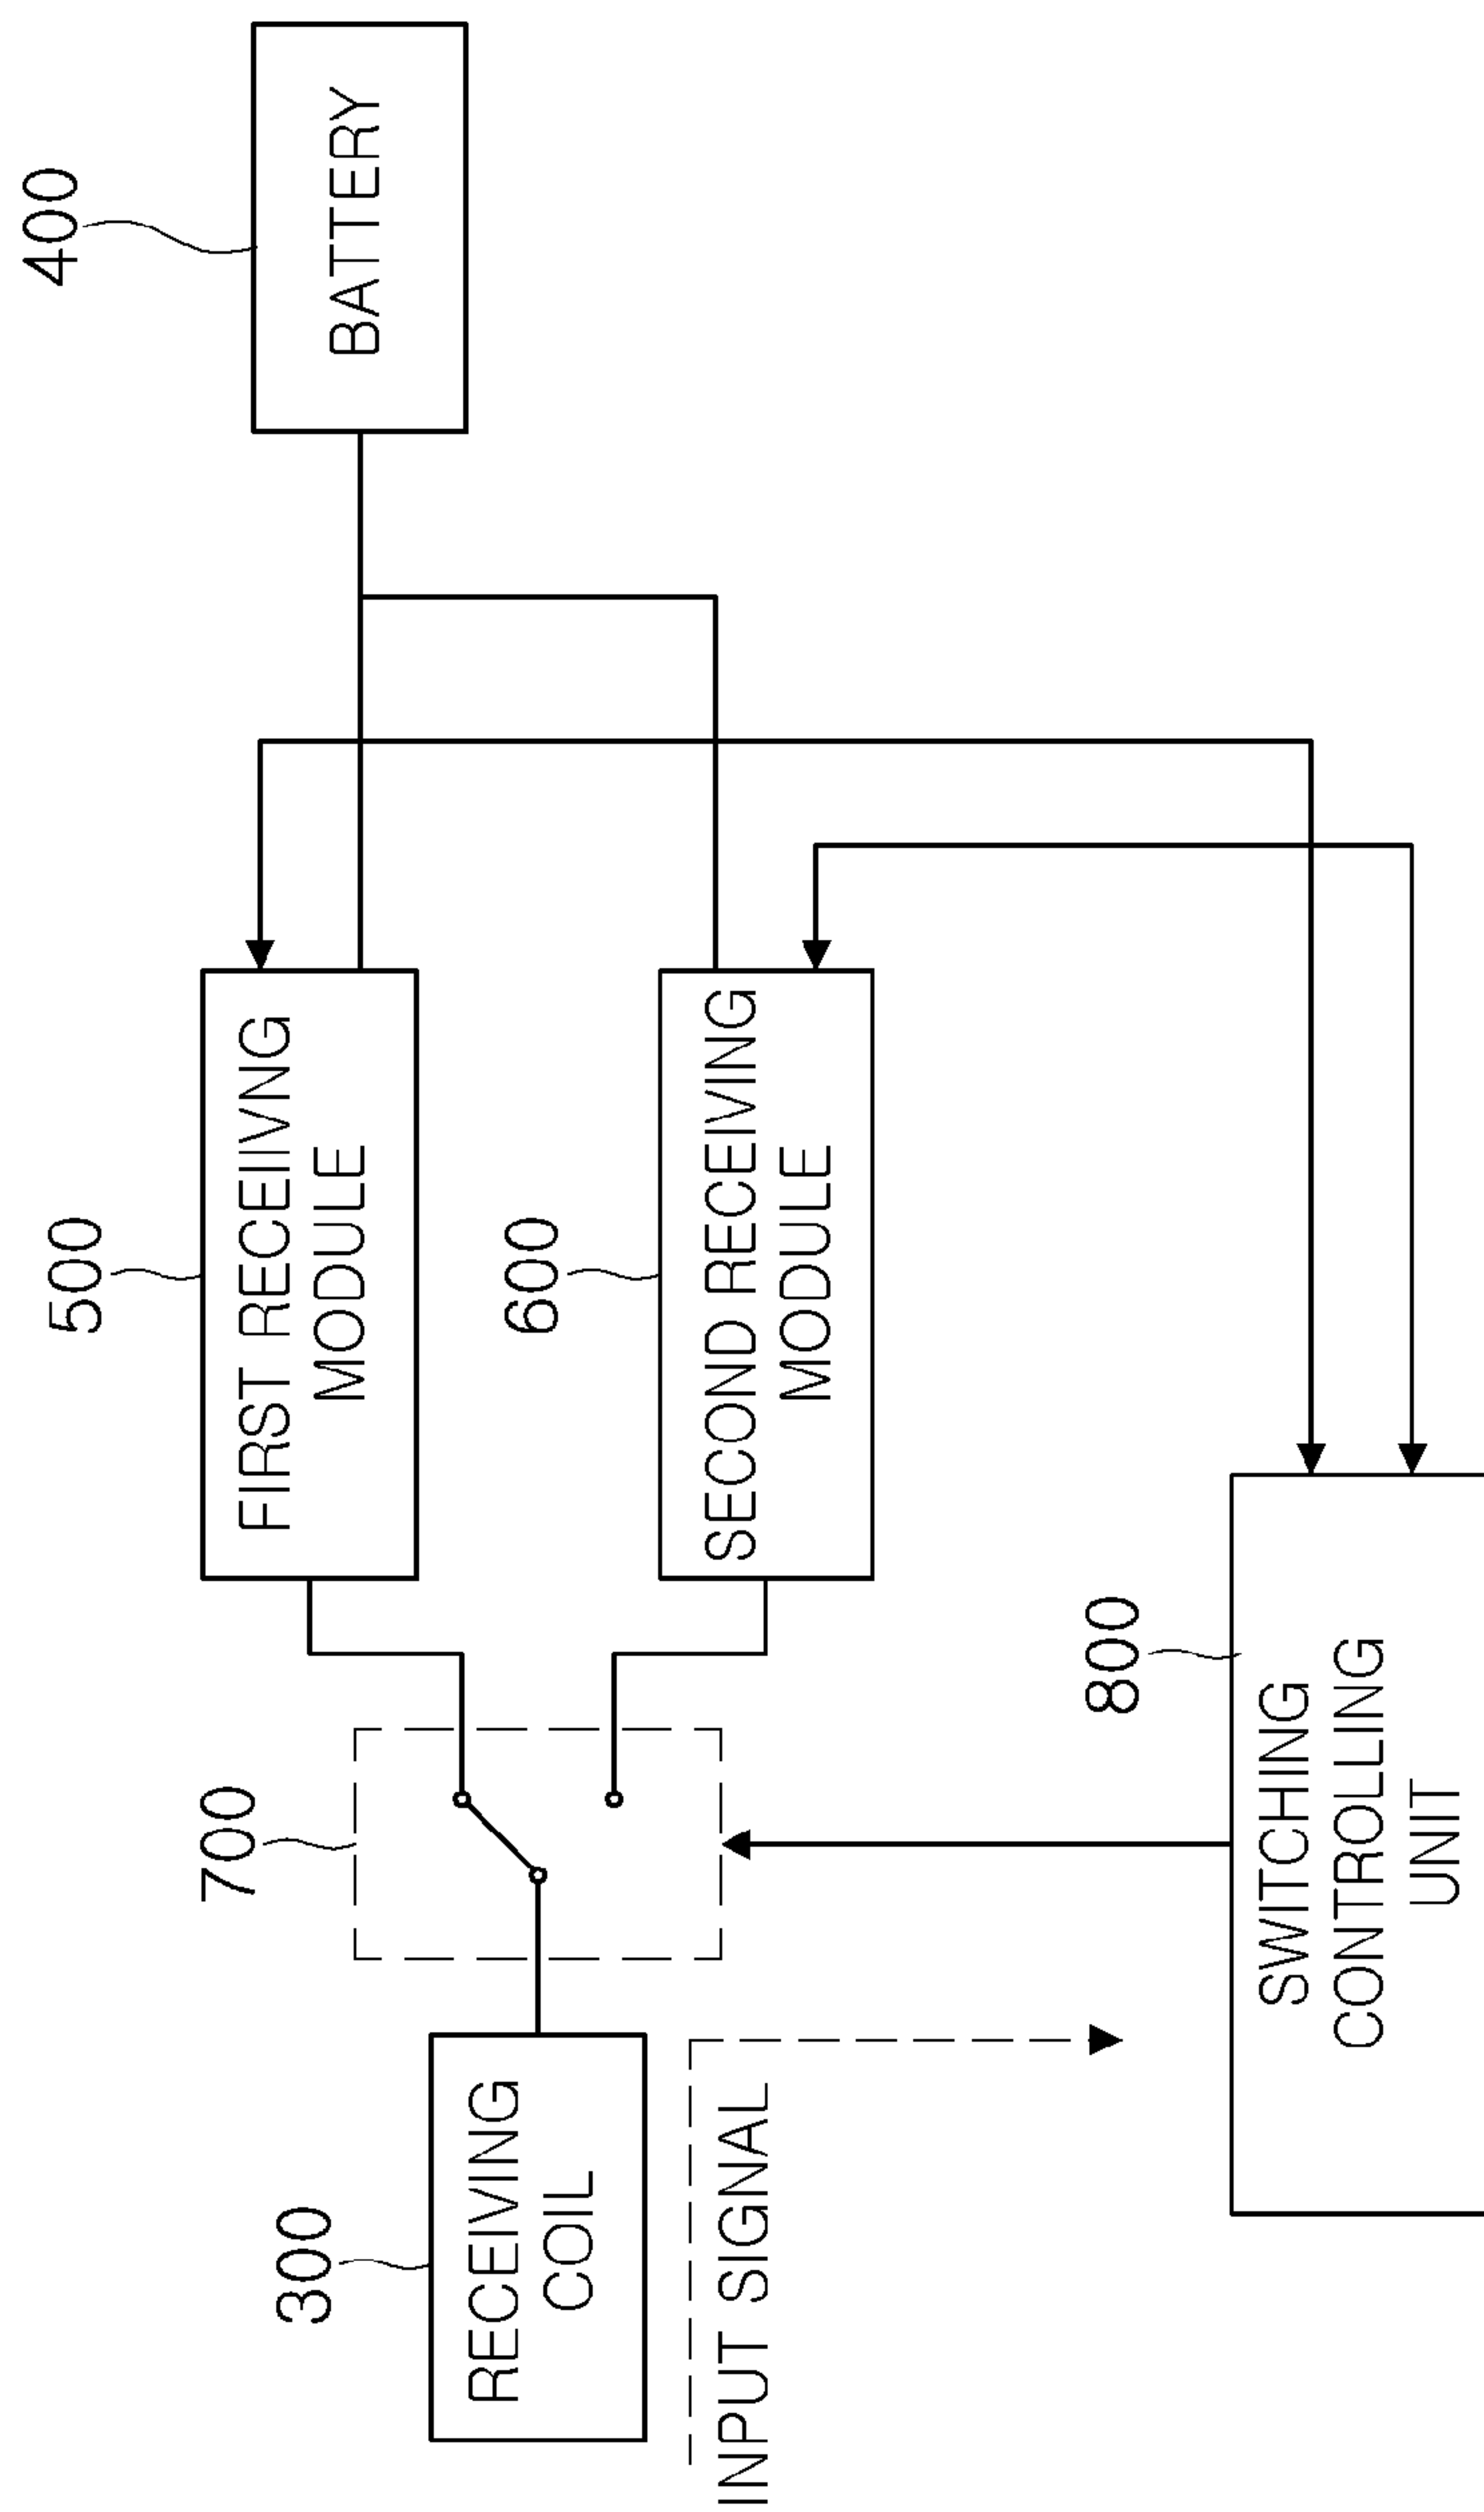 300
RECEIVING
COIL
INPUT SIGNAL
700
500
FIRST RECEIIVNG
MODULE
600
SECOND RECEIVING
MODULE
400
BATTERY
800
SWITCHING
CONTROLLING
UNIT